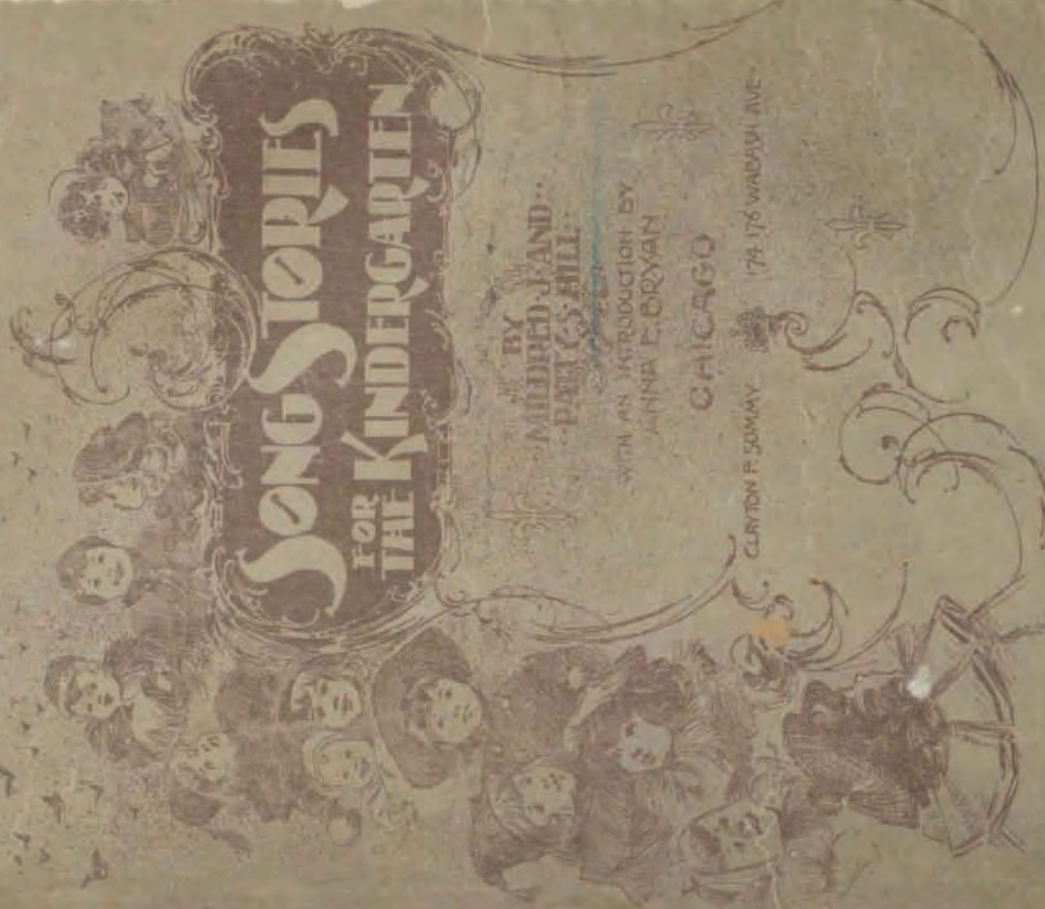 SONG STORIES
FOR
THE KINDERGARTEN
BY
·MILDRED·J·AND··
·PATTY·S·HILL··
WITH AN INTRODUCTION BY
ANNA E. BRYAN
CHICAGO
CLAYTON F. SUMMY 174-176 WABASH AVE·